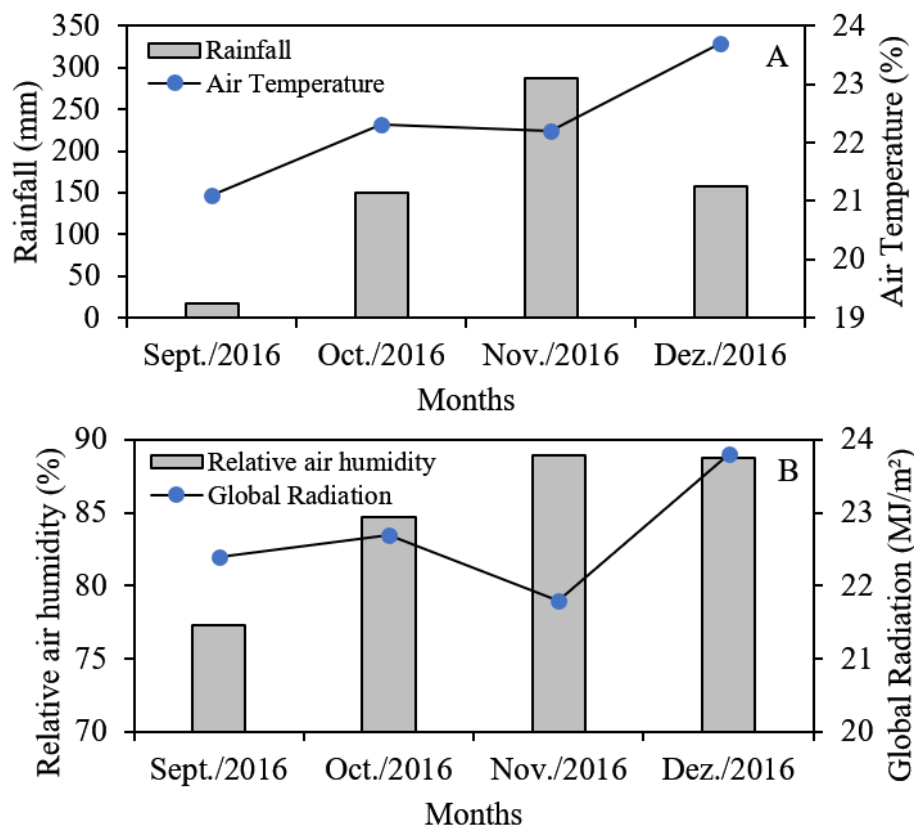 350
300
250
200
150
100
50
0
Rainfall (mm)
Rainfall
Air Temperature
A
24
23
22
21
20
19
Air Temperature (%)
Sept./2016 Oct./2016 Nov./2016 Dez./2016
Months
90
85
80
75
70
Relative air humidity (%)
Relative air humidity
Global Radiation
B
24
23
22
21
20
Global Radiation (MJ/m²)
Sept./2016 Oct./2016 Nov./2016 Dez./2016
Months